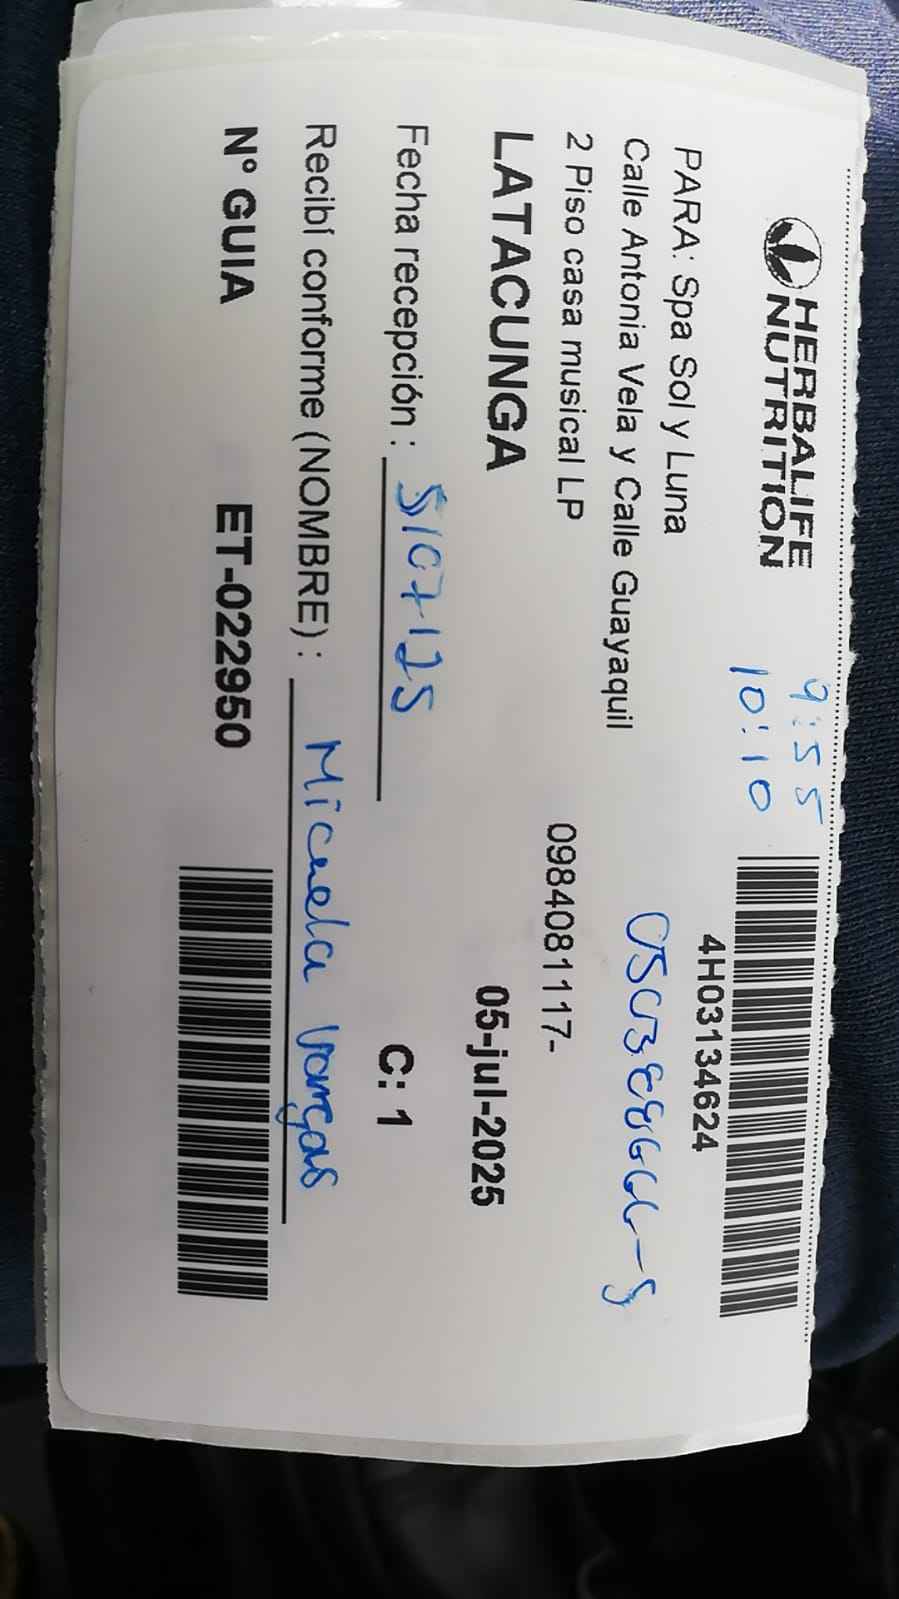 HERBALIFE
NUTRITION
9:55
10:10
4H03134624
PARA: Spa Sol y Luna
Calle Antonia Vela y Calle Guayaquil
2 Piso casa musical LP
0984081117-
LATACUNGA
05-jul-2025
Fecha recepción : 5/07/25
C: 1
Recibí conforme (NOMBRE) : Micaela Vargas
N° GUIA ET-022950